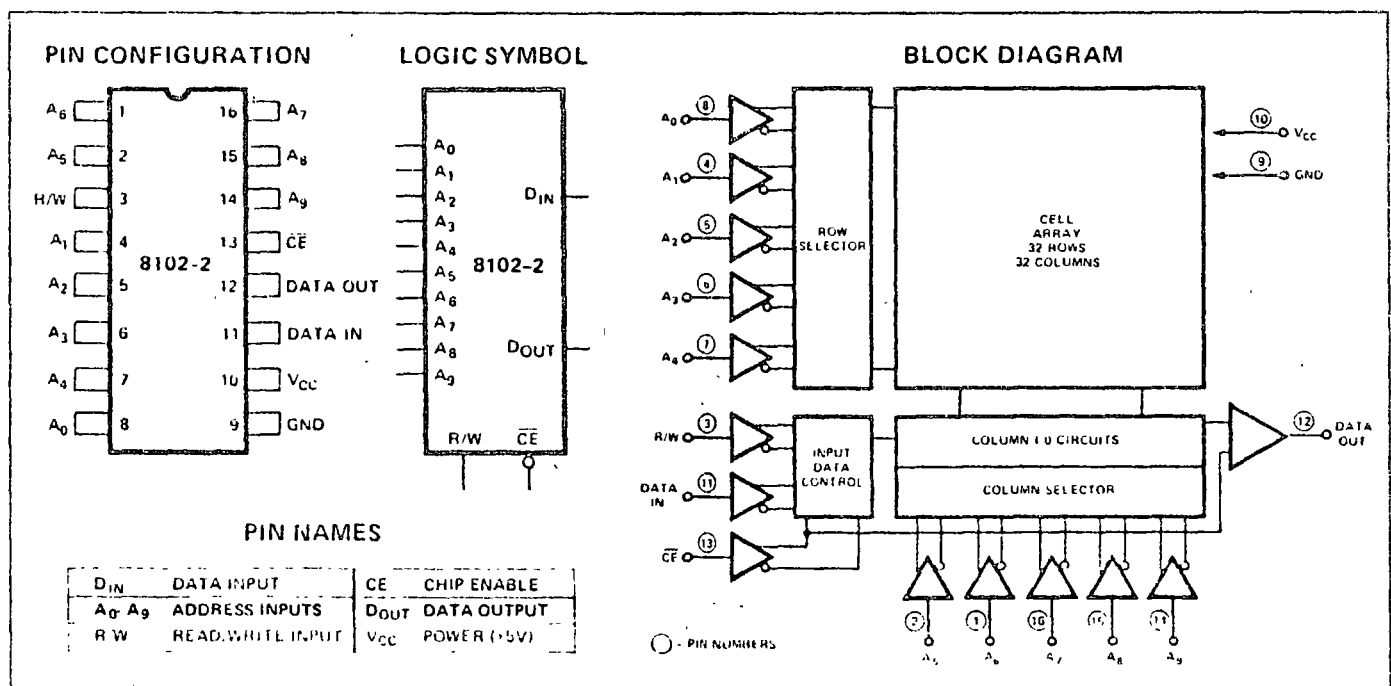 PIN CONFIGURATION
A6 1 16 A7
A5 2 15 A8
R/W 3 14 A9
A1 4 13 C̅E̅
8102-2
A2 5 12 DATA OUT
A3 6 11 DATA IN
A4 7 10 VCC
A0 8 9 GND
LOGIC SYMBOL
A0
A1
A2
A3
A4
A5
A6
A7
A8
A9
DIN
8102-2
DOUT
R/W C̅E̅
PIN NAMES
DIN DATA INPUT CE CHIP ENABLE
A0-A9 ADDRESS INPUTS DOUT DATA OUTPUT
R/W READ/WRITE INPUT VCC POWER (+5V)
BLOCK DIAGRAM
A0 8
A1 4
A2 5
A3 6
A4 7
ROW
SELECTOR
CELL
ARRAY
32 ROWS
32 COLUMNS
10 VCC
9 GND
R/W 3
DATA
IN 11
C̅E̅ 13
INPUT
DATA
CONTROL
COLUMN I/O CIRCUITS
COLUMN SELECTOR
12 DATA
OUT
2 1 16 15 14
A5 A6 A7 A8 A9
- PIN NUMBERS